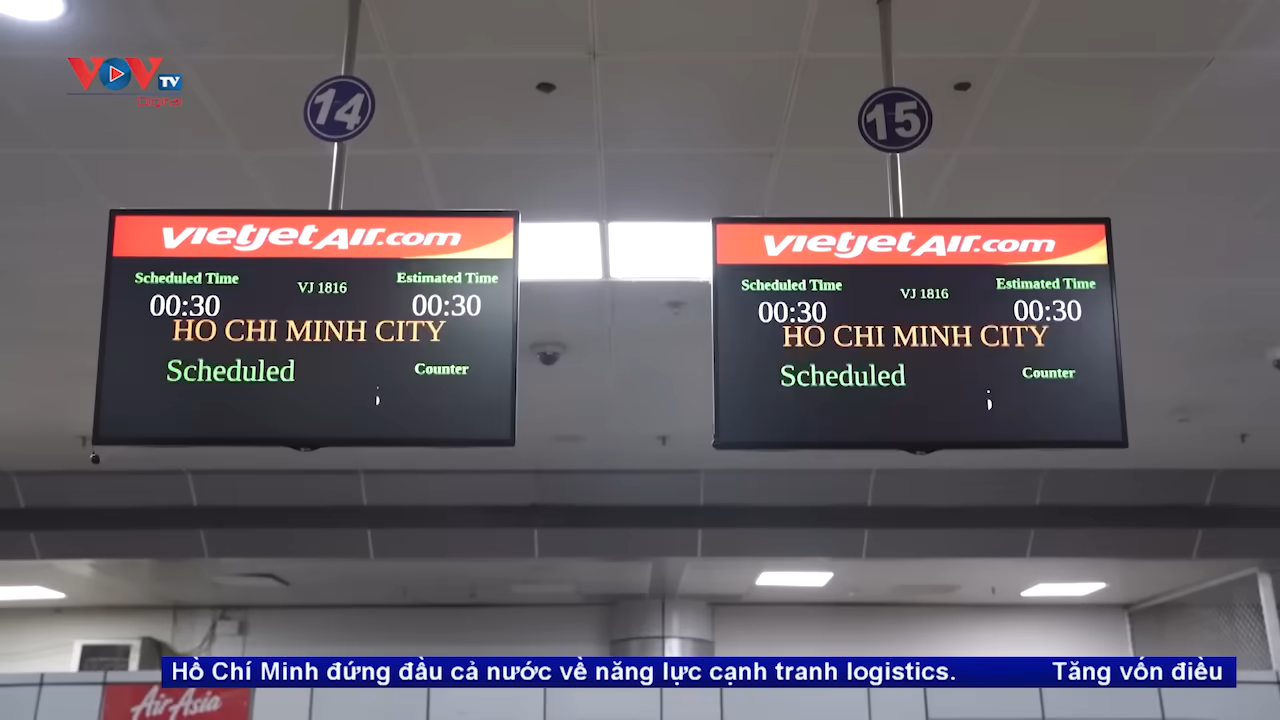 VOV TV
Digital
14
15
vietjetAir.com
Scheduled Time
VJ 1816
Estimated Time
00:30
00:30
HO CHI MINH CITY
Scheduled
Counter
vietjetAir.com
Scheduled Time
VJ 1816
Estimated Time
00:30
00:30
HO CHI MINH CITY
Scheduled
Counter
Hồ Chí Minh đứng đầu cả nước về năng lực cạnh tranh logistics. Tăng vốn điều
AirAsia